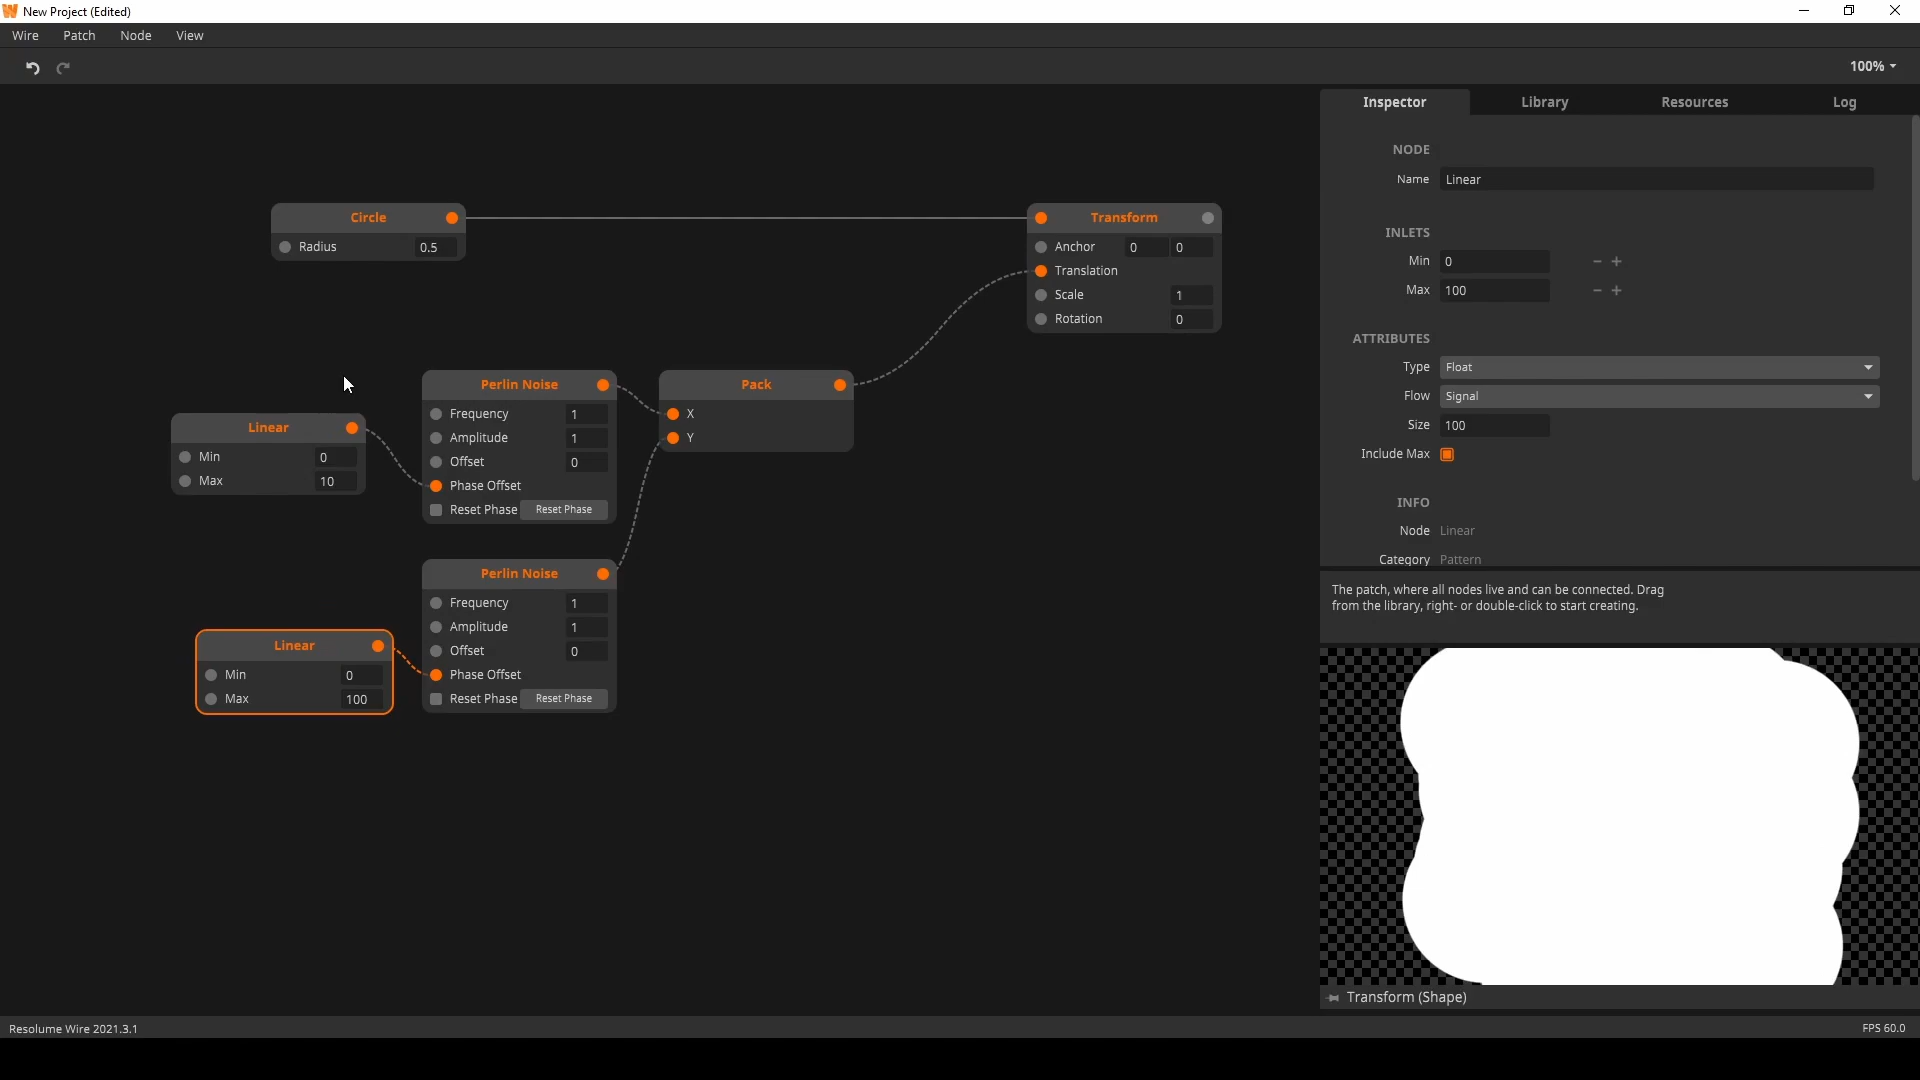 New Project (Edited)
Wire Patch Node View
100%
Inspector Library Resources Log
NODE
Name Linear
INLETS
Min 0
Max 100
ATTRIBUTES
Type Float
Flow Signal
Size 100
Include Max
INFO
Node Linear
Category Pattern
The patch, where all nodes live and can be connected. Drag
from the library, right- or double-click to start creating.
Transform (Shape)
Circle
Radius 0.5
Transform
Anchor 0 0
Translation
Scale 1
Rotation 0
Linear
Min 0
Max 10
Perlin Noise
Frequency 1
Amplitude 1
Offset 0
Phase Offset
Reset Phase Reset Phase
Pack
X
Y
Linear
Min 0
Max 100
Perlin Noise
Frequency 1
Amplitude 1
Offset 0
Phase Offset
Reset Phase Reset Phase
Resolume Wire 2021.3.1
FPS 60.0